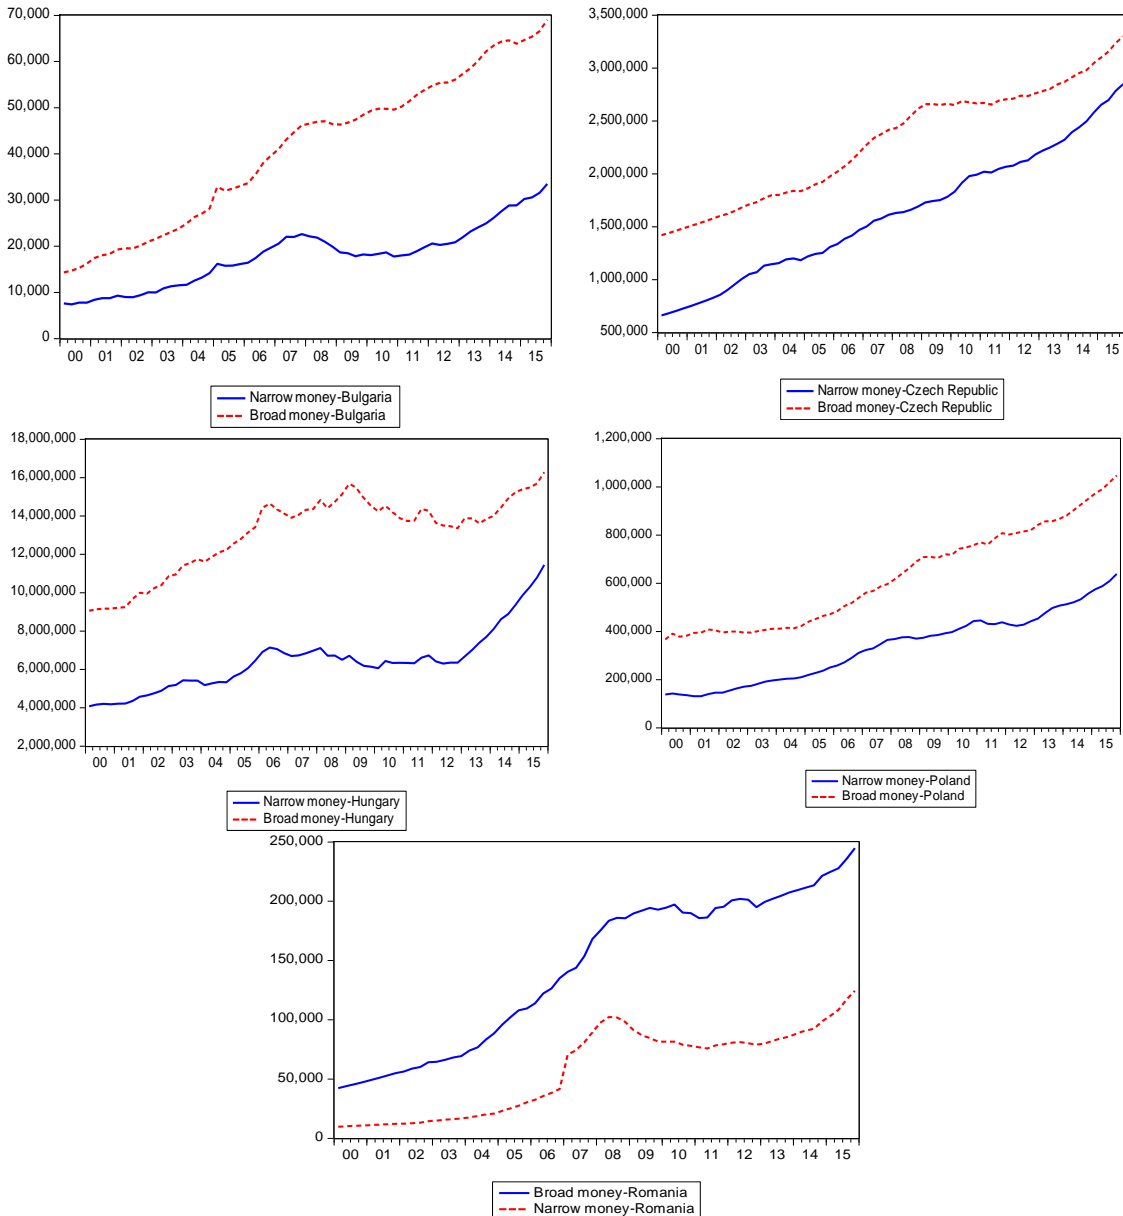 70,000
60,000
50,000
40,000
30,000
20,000
10,000
0
00 01 02 03 04 05 06 07 08 09 10 11 12 13 14 15
Narrow money-Bulgaria
Broad money-Bulgaria
3,500,000
3,000,000
2,500,000
2,000,000
1,500,000
1,000,000
500,000
00 01 02 03 04 05 06 07 08 09 10 11 12 13 14 15
Narrow money-Czech Republic
Broad money-Czech Republic
18,000,000
16,000,000
14,000,000
12,000,000
10,000,000
8,000,000
6,000,000
4,000,000
2,000,000
00 01 02 03 04 05 06 07 08 09 10 11 12 13 14 15
Narrow money-Hungary
Broad money-Hungary
1,200,000
1,000,000
800,000
600,000
400,000
200,000
0
00 01 02 03 04 05 06 07 08 09 10 11 12 13 14 15
Narrow money-Poland
Broad money-Poland
250,000
200,000
150,000
100,000
50,000
0
00 01 02 03 04 05 06 07 08 09 10 11 12 13 14 15
Broad money-Romania
Narrow money-Romania